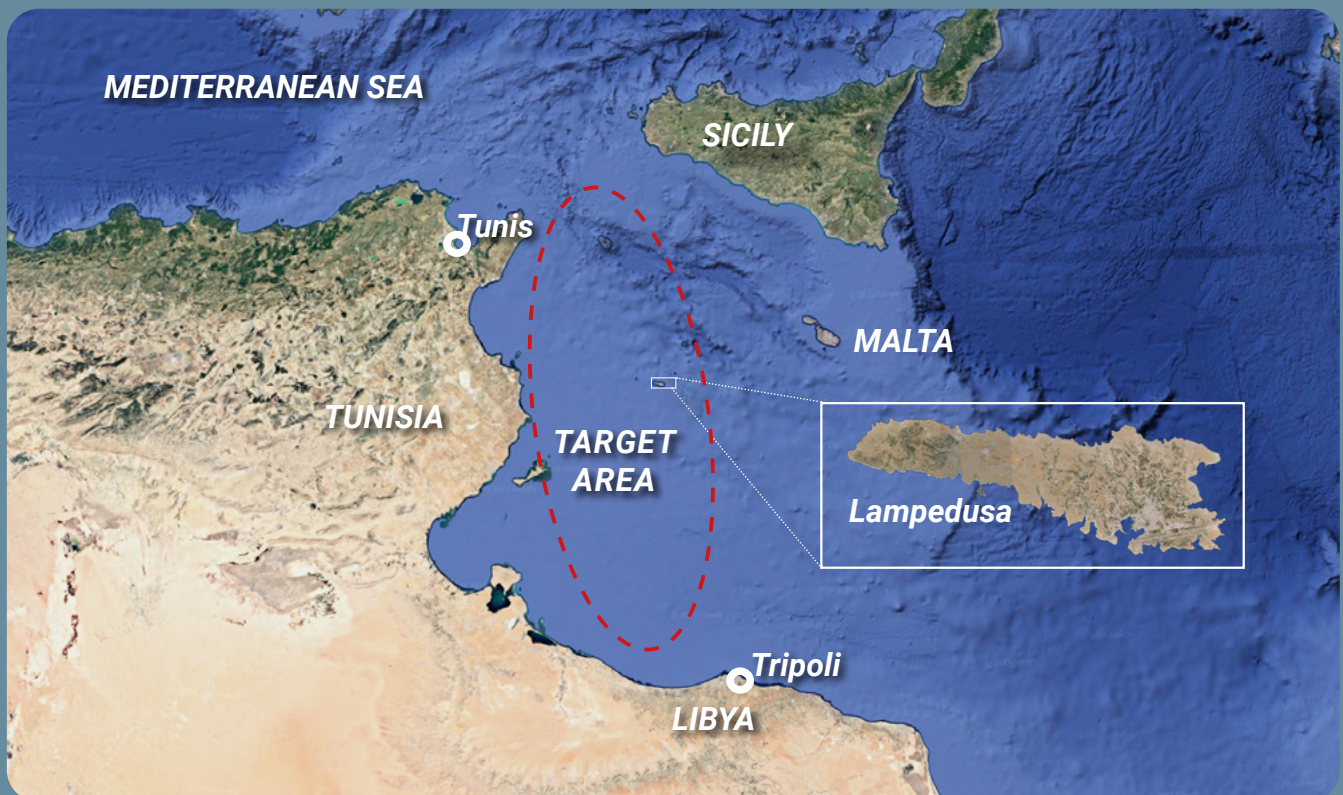 MEDITERRANEAN SEA
SICILY
Tunis
MALTA
TUNISIA
TARGET
AREA
Lampedusa
Tripoli
LIBYA